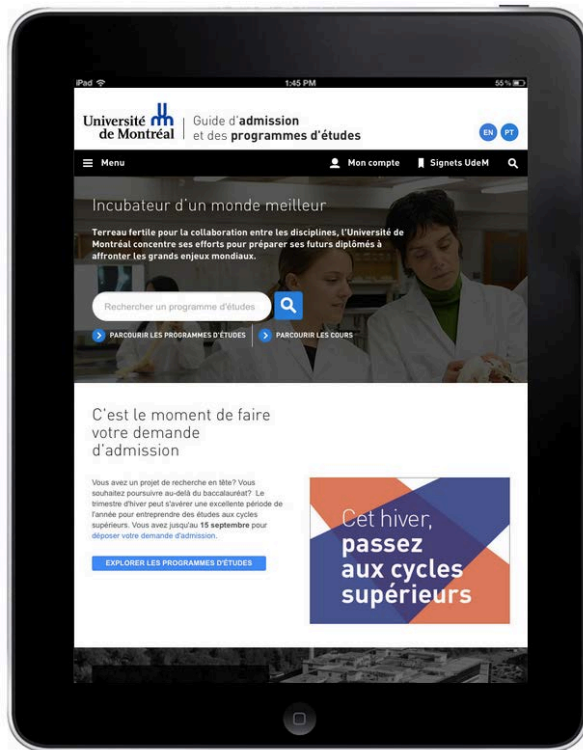 iPad 1:45 PM 55 %
Université
de Montréal
Guide d'admission
et des programmes d'études
EN PT
Menu Mon compte Signets UdeM
Incubateur d'un monde meilleur
Terreau fertile pour la collaboration entre les disciplines, l'Université de
Montréal concentre ses efforts pour préparer ses futurs diplômés à
affronter les grands enjeux mondiaux.
Rechercher un programme d'études
PARCOURIR LES PROGRAMMES D'ÉTUDES PARCOURIR LES COURS
C'est le moment de faire
votre demande
d'admission
Vous avez un projet de recherche en tête? Vous
souhaitez poursuivre au-delà du baccalauréat? Le
trimestre d'hiver peut s'avérer une excellente période de
l'année pour entreprendre des études aux cycles
supérieurs. Vous avez jusqu'au 15 septembre pour
déposer votre demande d'admission.
EXPLORER LES PROGRAMMES D'ÉTUDES
Cet hiver,
passez
aux cycles
supérieurs